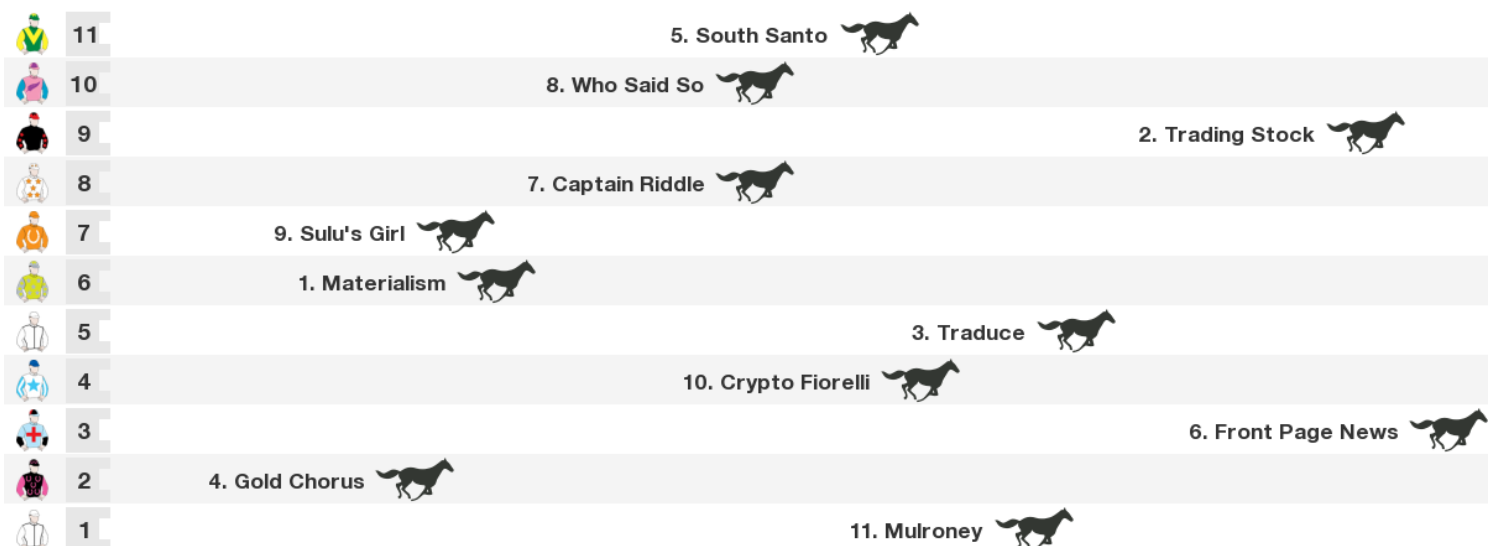 11 5. South Santo
10 8. Who Said So
9 2. Trading Stock
8 7. Captain Riddle
7 9. Sulu's Girl
6 1. Materialism
5 3. Traduce
4 10. Crypto Fiorelli
3 6. Front Page News
2 4. Gold Chorus
1 11. Mulroney